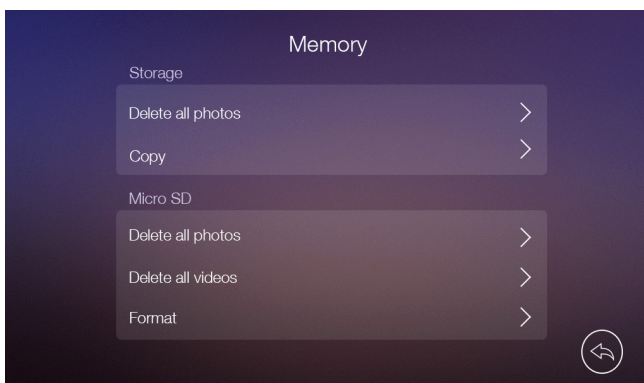 Memory
Storage
Delete all photos
Copy
Micro SD
Delete all photos
Delete all videos
Format